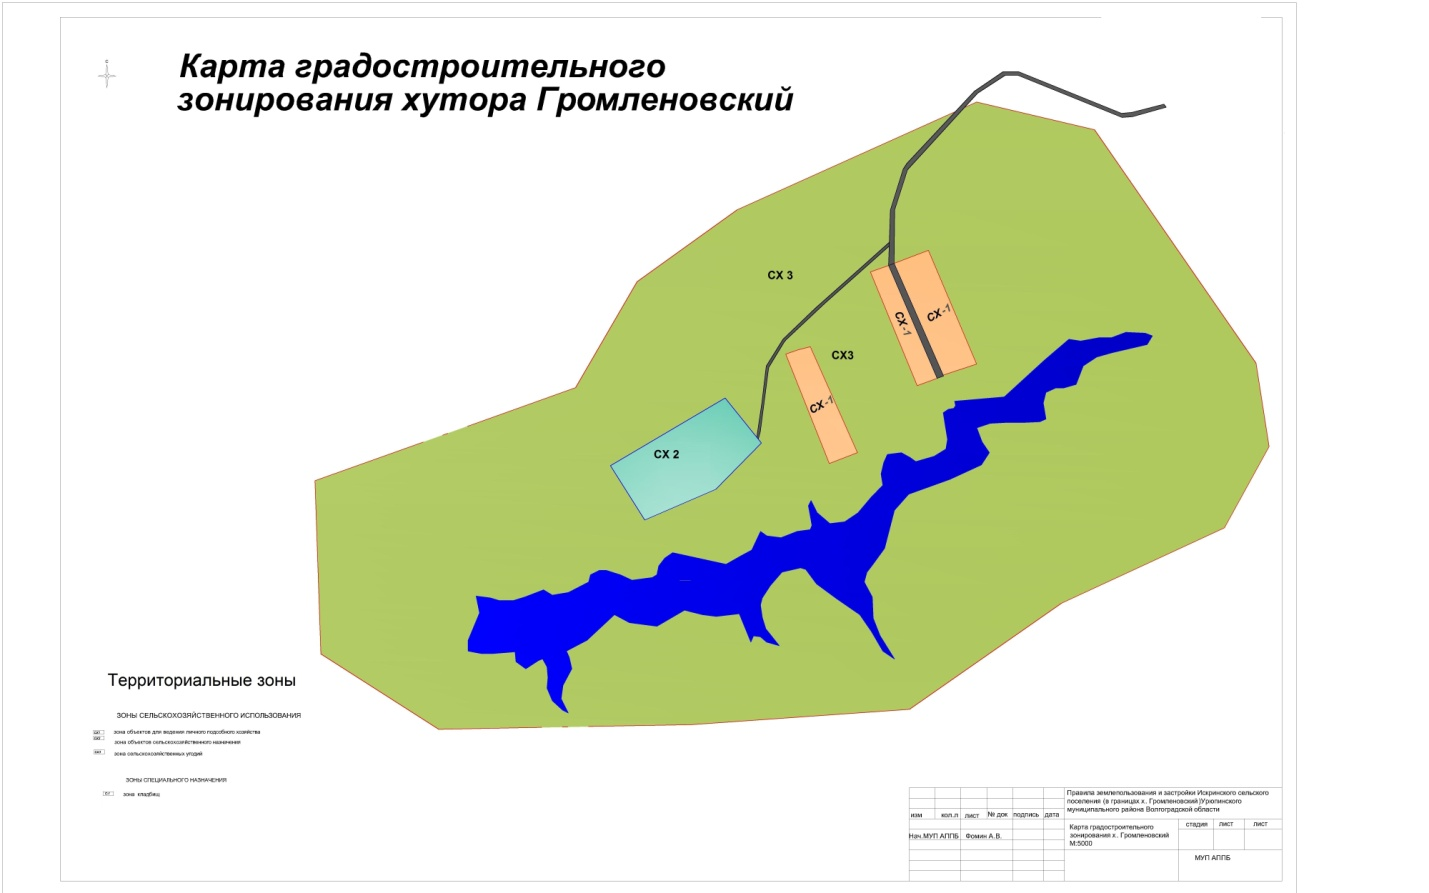 С
Карта градостроительного
зонирования хутора Громленовский
СХ 3
СХ -1
СХ -1
СХ3
СХ -1
СХ 2
Территориальные зоны
ЗОНЫ СЕЛЬСКОХОЗЯЙСТВЕННОГО ИСПОЛЬЗОВАНИЯ
зона объектов для ведения личного подсобного хозяйства
зона объектов сельскохозяйственного назначения
зона сельскохозяйственных угодий
ЗОНЫ СПЕЦИАЛЬНОГО НАЗНАЧЕНИЯ
зона кладбищ
Правила землепользования и застройки Искринского сельского
поселения (в границах х. Громленовский)Урюпинского
муниципального района Волгоградской области
изм кол.л лист № док подпись дата
Карта градостроительного
зонирования х. Громленовский
М:5000
стадия лист лист
Нач.МУП АППБ Фомин А.В.
МУП АППБ